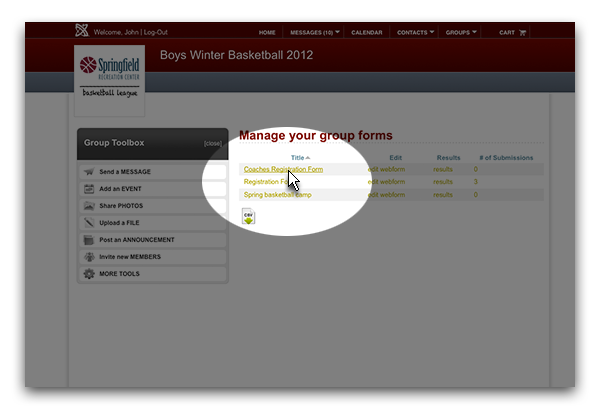 Welcome, John | Log-Out
HOME MESSAGES (10) CALENDAR CONTACTS GROUPS CART
Boys Winter Basketball 2012
Springfield
RECREATION CENTER
basketball league
Group Toolbox [close]
Send a MESSAGE
Add an EVENT
Share PHOTOS
Upload a FILE
Post an ANNOUNCEMENT
Invite new MEMBERS
MORE TOOLS
Manage your group forms
Title Edit Results # of Submissions
Coaches Registration Form edit webform results 0
Registration edit webform results 3
Spring basketball camp edit webform results 0
CSV